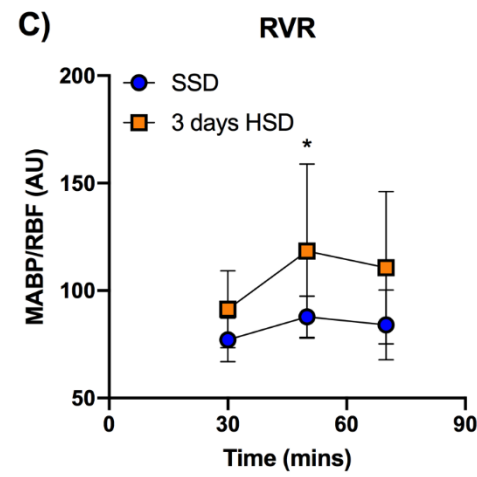 C)
RVR
MABP/RBF (AU)
200
150
100
50
SSD
3 days HSD
*
0
30
60
90
Time (mins)